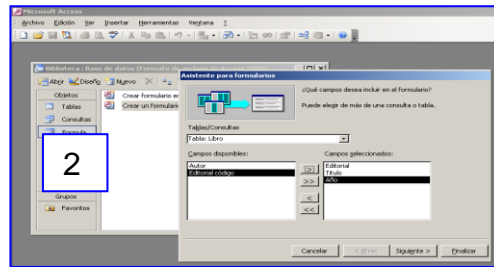 Microsoft Access
Archivo Edición Ver Insertar Herramientas Ventana ?
Biblioteca : Base de datos (Formato de
Abrir Diseño Nuevo
Objetos
Tablas
Consultas
Formula
Grupos
Favoritos
Crear formulario en
Crear un formulario
2
Asistente para formularios
¿Qué campos desea incluir en el formulario?
Puede elegir de más de una consulta o tabla.
Tablas/Consultas
Tabla: Libro
Campos disponibles:
Campos seleccionados:
Autor
Editorial código
Editorial
Título
Año
>
>>
<
<<
Cancelar
< Atrás
Siguiente >
Finalizar